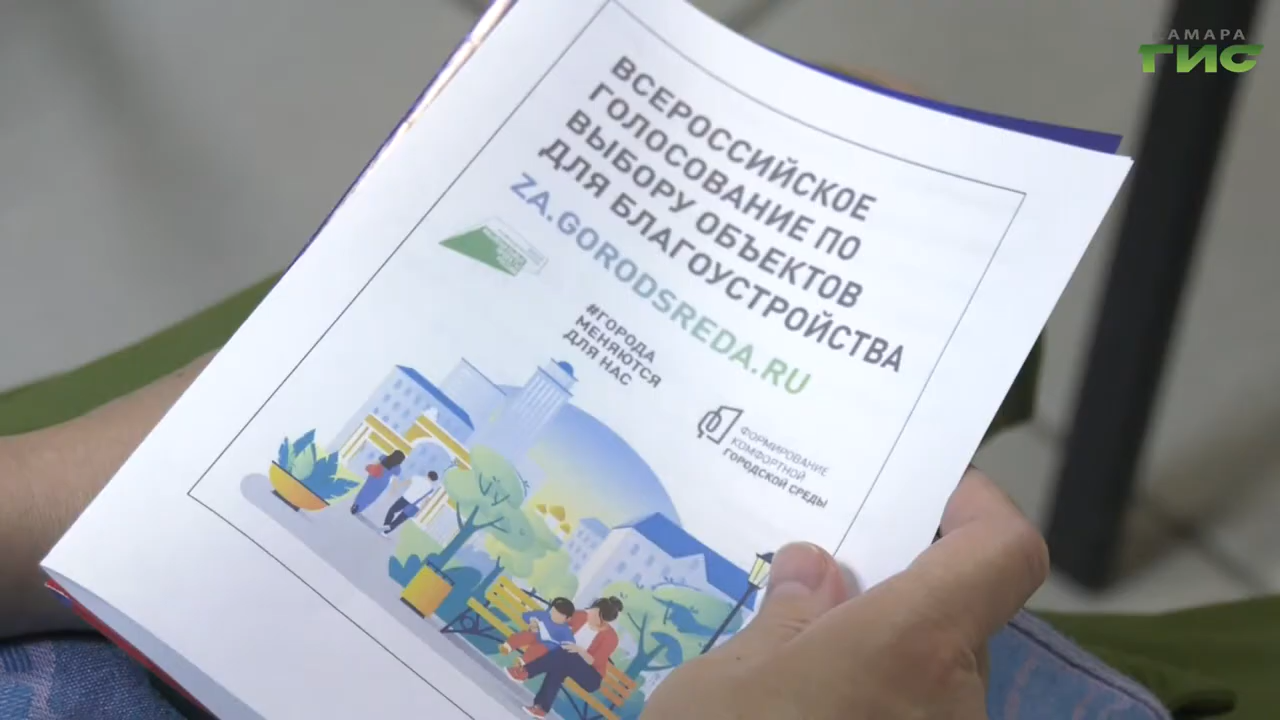 САМАРА
ГИС
ВСЕРОССИЙСКОЕ
ГОЛОСОВАНИЕ ПО
ВЫБОРУ ОБЪЕКТОВ
ДЛЯ БЛАГОУСТРОЙСТВА
ZA.GORODSREDA.RU
#ГОРОДА
МЕНЯЮТСЯ
ДЛЯ НАС
ФОРМИРОВАНИЕ
КОМФОРТНОЙ
ГОРОДСКОЙ СРЕДЫ